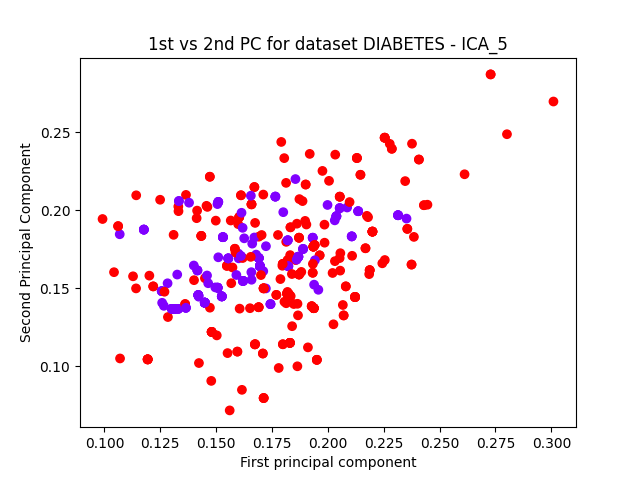 1st vs 2nd PC for dataset DIABETES - ICA_5
Second Principal Component
0.25
0.20
0.15
0.10
0.100 0.125 0.150 0.175 0.200 0.225 0.250 0.275 0.300
First principal component